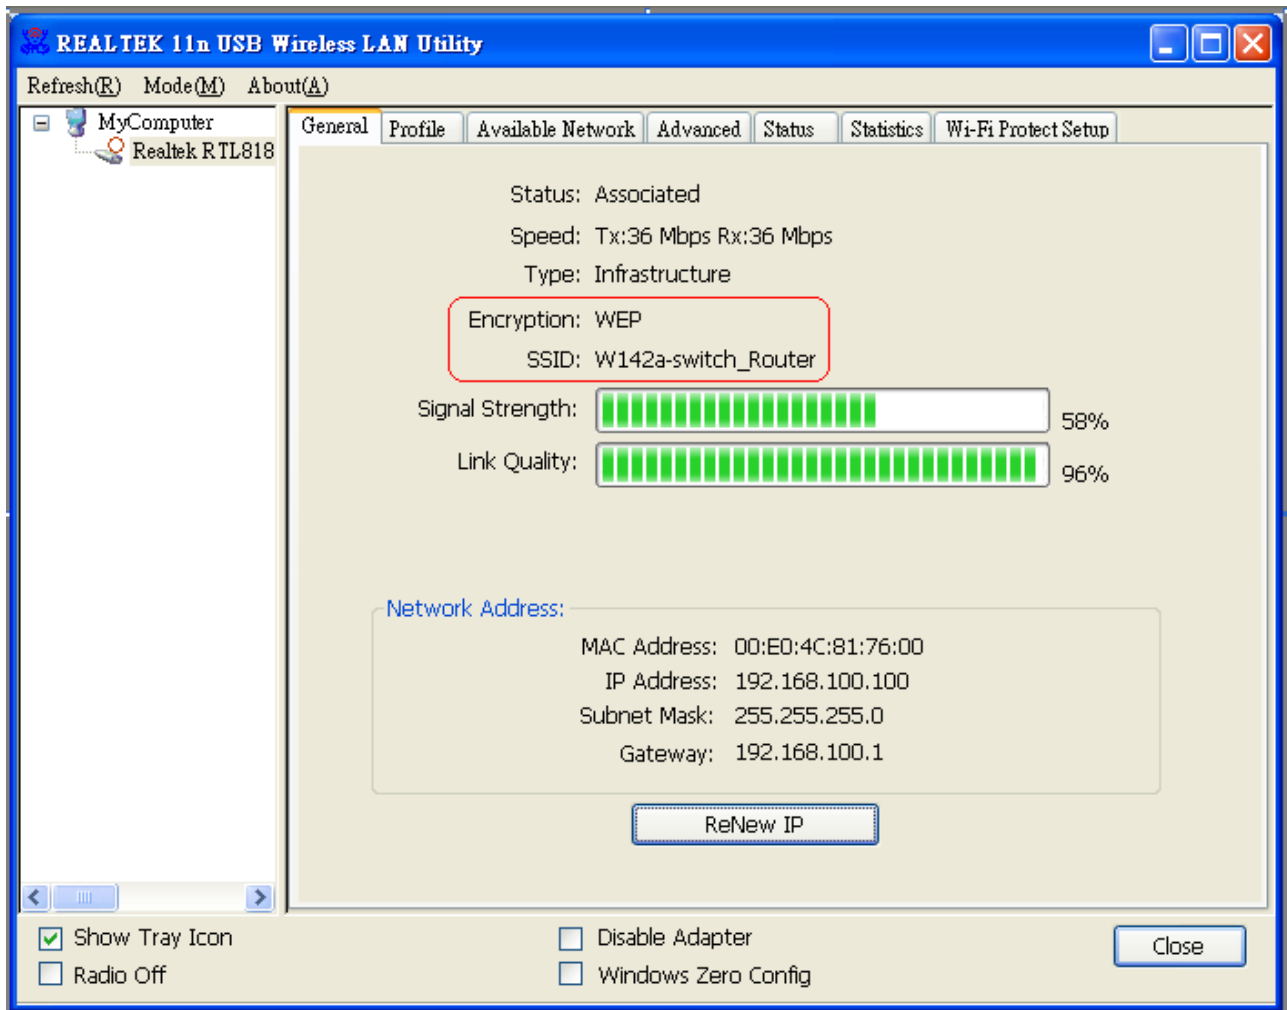 REALTEK 11n USB Wireless LAN Utility
Refresh(R) Mode(M) About(A)
MyComputer
Realtek RTL818
General Profile Available Network Advanced Status Statistics Wi-Fi Protect Setup
Status: Associated
Speed: Tx:36 Mbps Rx:36 Mbps
Type: Infrastructure
Encryption: WEP
SSID: W142a-switch_Router
Signal Strength: 58%
Link Quality: 96%
Network Address:
MAC Address: 00:E0:4C:81:76:00
IP Address: 192.168.100.100
Subnet Mask: 255.255.255.0
Gateway: 192.168.100.1
ReNew IP
Show Tray Icon Disable Adapter
Radio Off Windows Zero Config
Close